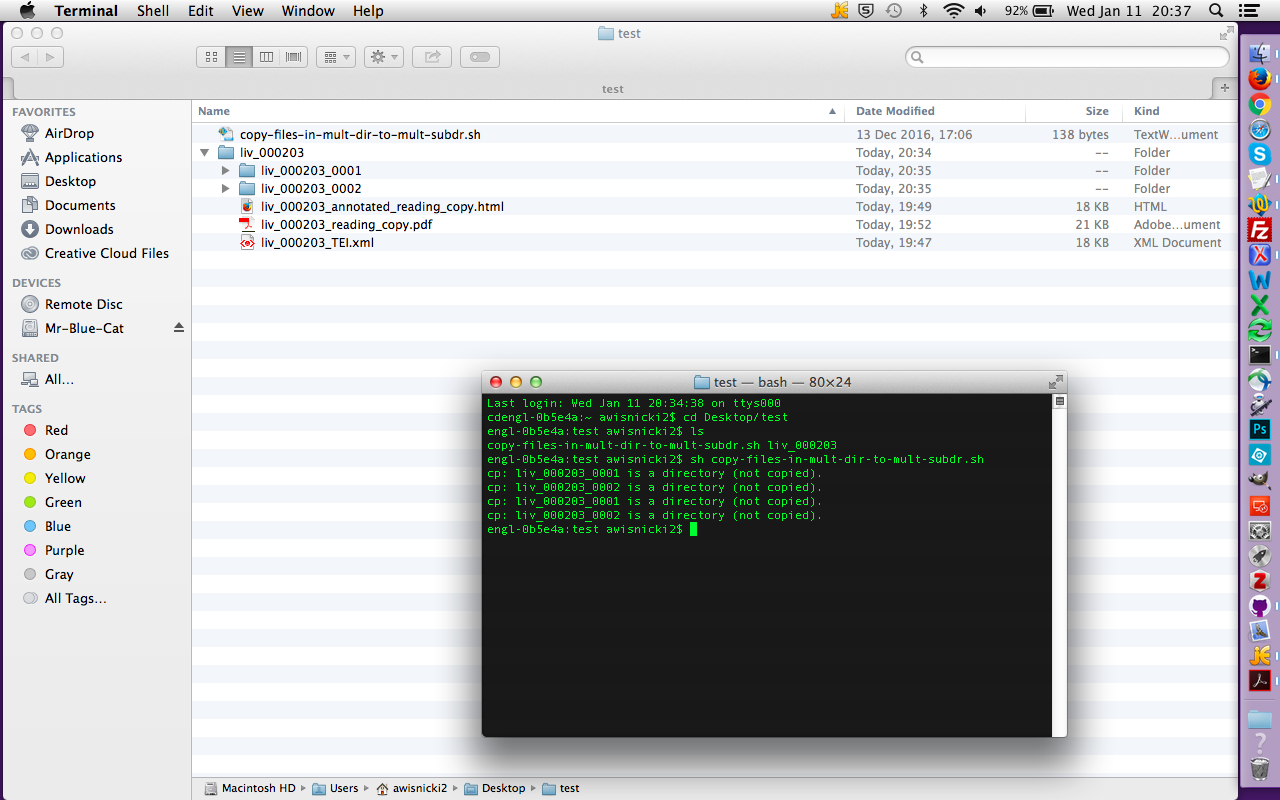 Terminal Shell Edit View Window Help 92% Wed Jan 11 20:37
test
test
FAVORITES
AirDrop
Applications
Desktop
Documents
Downloads
Creative Cloud Files
DEVICES
Remote Disc
Mr-Blue-Cat
SHARED
All...
TAGS
Red
Orange
Yellow
Green
Blue
Purple
Gray
All Tags...
Name Date Modified Size Kind
copy-files-in-mult-dir-to-mult-subdr.sh 13 Dec 2016, 17:06 138 bytes TextW...ument
liv_000203 Today, 20:34 -- Folder
liv_000203_0001 Today, 20:35 -- Folder
liv_000203_0002 Today, 20:35 -- Folder
liv_000203_annotated_reading_copy.html Today, 19:49 18 KB HTML
liv_000203_reading_copy.pdf Today, 19:52 21 KB Adobe...ument
liv_000203_TEI.xml Today, 19:47 18 KB XML Document
test — bash — 80×24
Last login: Wed Jan 11 20:34:38 on ttys000
cdengl-0b5e4a:~ awisnicki2$ cd Desktop/test
engl-0b5e4a:test awisnicki2$ ls
copy-files-in-mult-dir-to-mult-subdr.sh liv_000203
engl-0b5e4a:test awisnicki2$ sh copy-files-in-mult-dir-to-mult-subdr.sh
cp: liv_000203_0001 is a directory (not copied).
cp: liv_000203_0002 is a directory (not copied).
cp: liv_000203_0001 is a directory (not copied).
cp: liv_000203_0002 is a directory (not copied).
engl-0b5e4a:test awisnicki2$
Macintosh HD Users awisnicki2 Desktop test
Ps